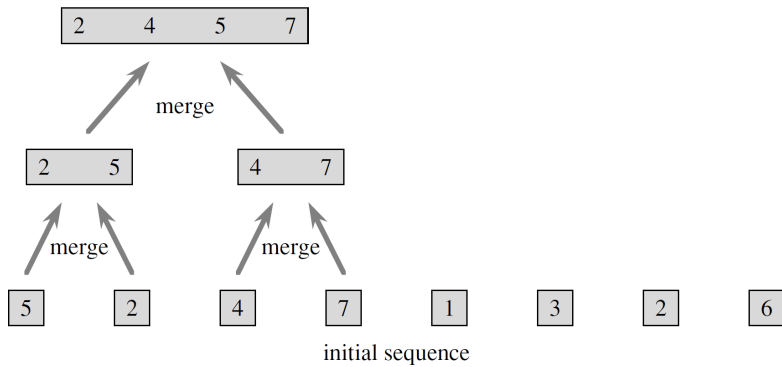 2 4 5 7
merge
2 5 4 7
merge merge
5 2 4 7 1 3 2 6
initial sequence